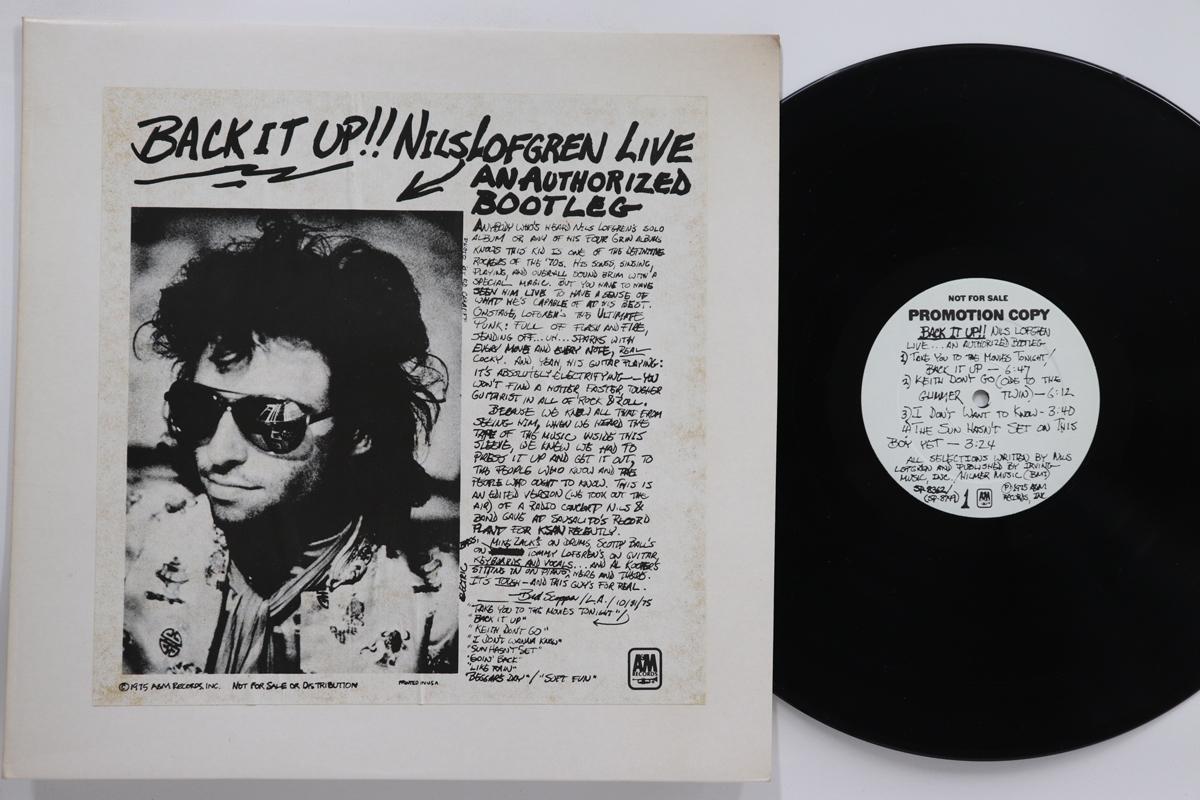 BACK IT UP!! NILS LOFGREN LIVE
AN AUTHORIZED
BOOTLEG
ANYBODY WHO'S HEARD NILS LOFGREN'S SOLO
ALBUM OR ANY OF HIS FOUR GRIN ALBUMS
KNOWS THIS KID IS ONE OF THE DEFINITIVE
ROCKERS OF THE '70S. HIS SONGS, SINGING,
PLAYING, AND OVERALL SOUND BRIM WITH A
SPECIAL MAGIC. BUT YOU HAVE TO HAVE
SEEN HIM LIVE TO HAVE A SENSE OF
WHAT HE'S CAPABLE OF AT HIS BEST.
ONSTAGE, LOFGREN'S THE ULTIMATE
PUNK: FULL OF FLASH AND FIRE,
SENDING OFF...UH...SPARKS WITH
EVERY MOVE AND EVERY NOTE, REAL
COCKY. AND, YEAH, HIS GUITAR PLAYING:
IT'S ABSOLUTELY ELECTRIFYING—YOU
WON'T FIND A HOTTER, FASTER, TOUGHER
GUITARIST IN ALL OF ROCK & ROLL.
BECAUSE WE KNEW ALL THAT FROM
SEEING HIM, WHEN WE HEARD THE
TAPE OF THE MUSIC INSIDE THIS
SLEEVE, WE KNEW WE HAD TO
PRESS IT UP AND GET IT OUT, TO
THE PEOPLE WHO KNOW AND THE
PEOPLE WHO OUGHT TO KNOW. THIS IS
AN EDITED VERSION (WE TOOK OUT THE
AIR) OF A RADIO CONCERT NILS &
BAND GAVE AT SAUSALITO'S RECORD
PLANT FOR KSAN RECENTLY.
MIKE ZACK'S ON DRUMS, SCOTTY BALL'S
ON BASS, TOMMY LOFGREN'S ON GUITAR,
KEYBOARDS AND VOCALS...AND AL KOOPER'S
SITTING IN ON PIANO HERE AND THERE.
IT'S TOUGH—AND THIS GUY'S FOR REAL.
Bud Scoppa/L.A./10/31/75
"TAKE YOU TO THE MOVIES TONIGHT"/
"BACK IT UP"
"KEITH DON'T GO"
"I DON'T WANNA KNOW"
"SUN HASN'T SET"
"GOIN' BACK"
"LIKE RAIN"
"BEGGARS DAY"/"SOFT FUN"
A&M
RECORDS
©1975 A&M RECORDS, INC. NOT FOR SALE OR DISTRIBUTION
PRINTED IN U.S.A.
NOT FOR SALE
PROMOTION COPY
BACK IT UP!! NILS LOFGREN
LIVE...AN AUTHORIZED BOOTLEG
1) TAKE YOU TO THE MOVIES TONIGHT/
BACK IT UP — 6:47
2) KEITH DON'T GO (ODE TO THE
GLIMMER TWIN) — 6:12
3) I DON'T WANT TO KNOW - 3:40
4) THE SUN HASN'T SET ON THIS
BOY YET — 3:24
ALL SELECTIONS WRITTEN BY NILS
LOFGREN AND PUBLISHED BY IRVING
MUSIC, INC./HILMER MUSIC (BMI)
SP-8362/
(SP-8749)
1
A&M
℗1975 A&M
RECORDS, INC.